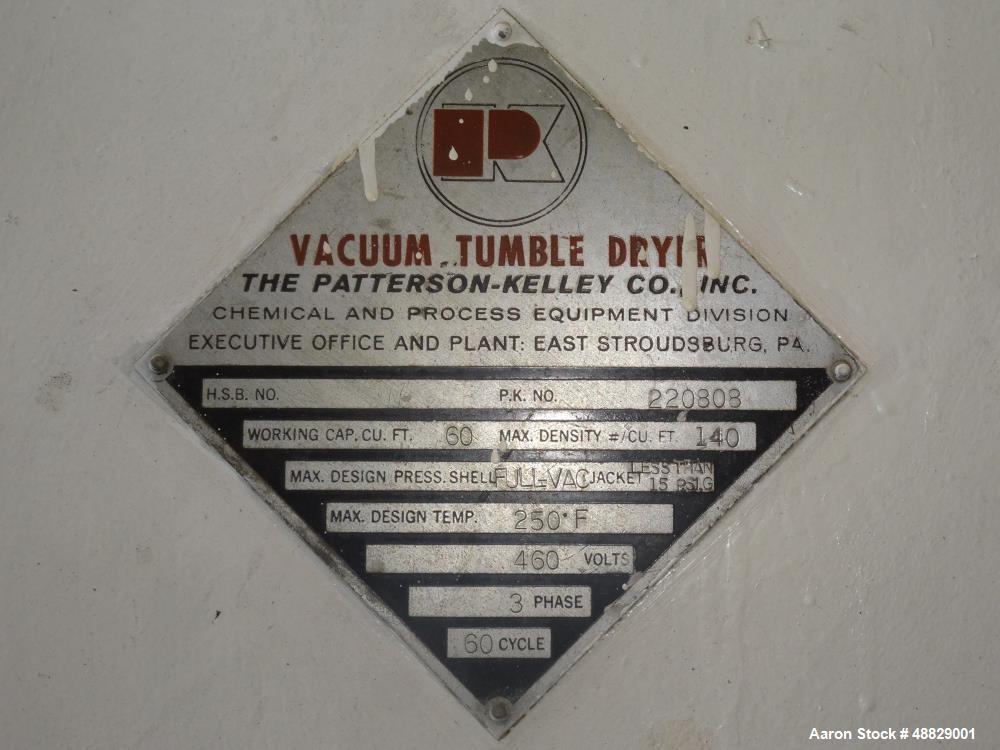 PK
VACUUM TUMBLE DRYER
THE PATTERSON-KELLEY CO., INC.
CHEMICAL AND PROCESS EQUIPMENT DIVISION
EXECUTIVE OFFICE AND PLANT: EAST STROUDSBURG, PA.
H.S.B. NO. P.K. NO. 220808
WORKING CAP. CU. FT. 60 MAX. DENSITY #/CU. FT. 140
MAX. DESIGN PRESS. SHELL FULL-VAC JACKET LESS THAN 15 PSIG
MAX. DESIGN TEMP. 250°F
460 VOLTS
3 PHASE
60 CYCLE
Aaron Stock # 48829001